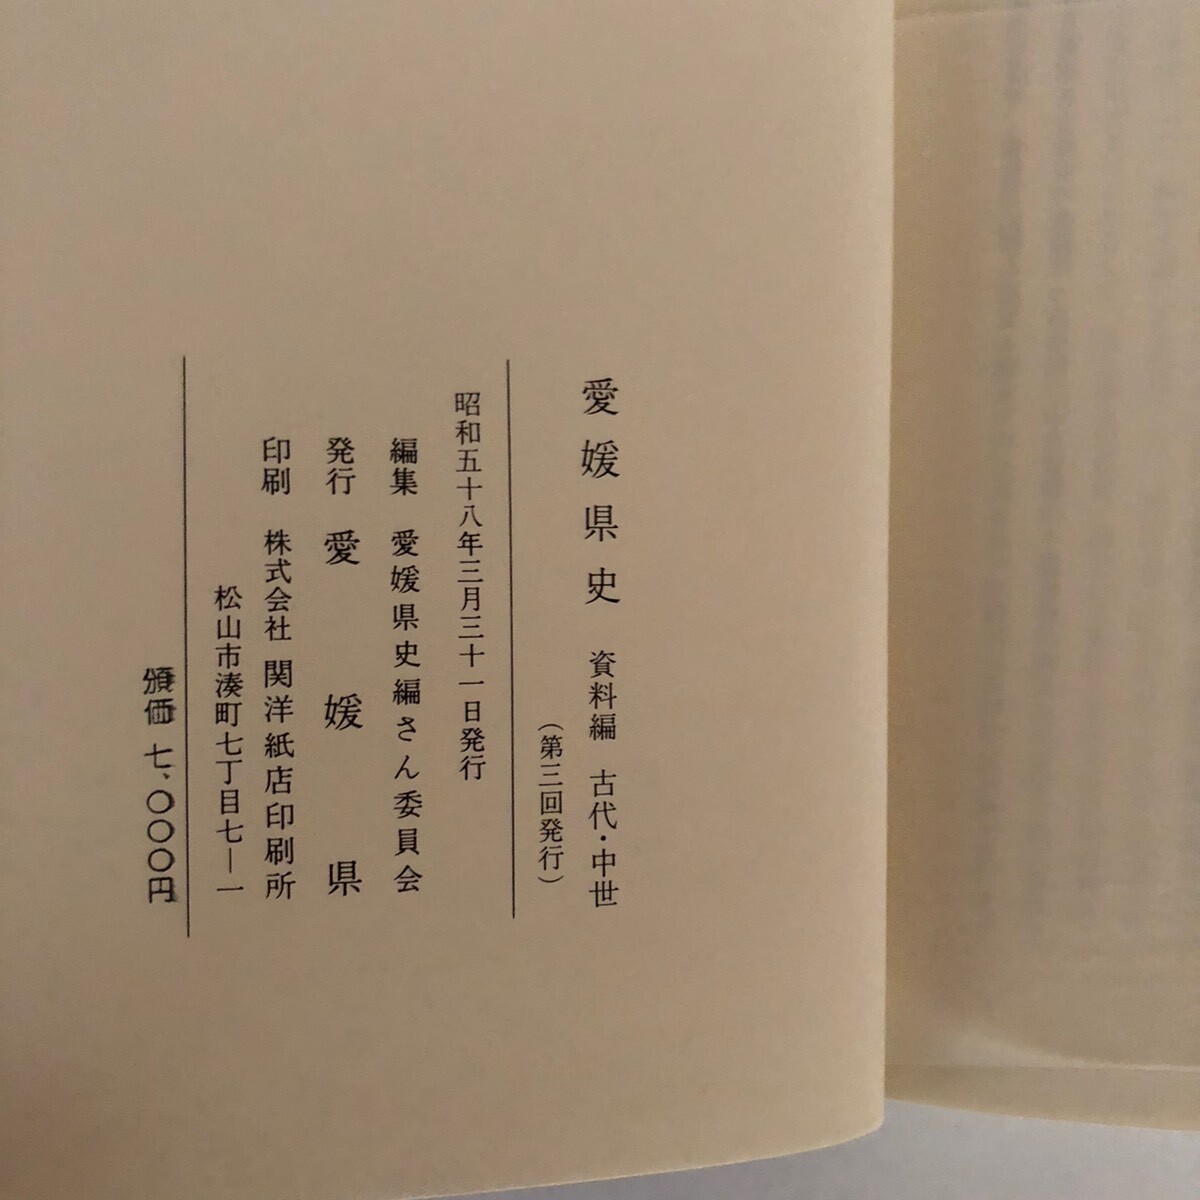 愛媛県史 資料編 古代・中世
(第三回発行)
昭和五十八年三月三十一日発行
編集 愛媛県史編さん委員会
発行 愛媛県
印刷 株式会社関洋紙店印刷所
松山市湊町七丁目七―一
頒価 七、〇〇〇円